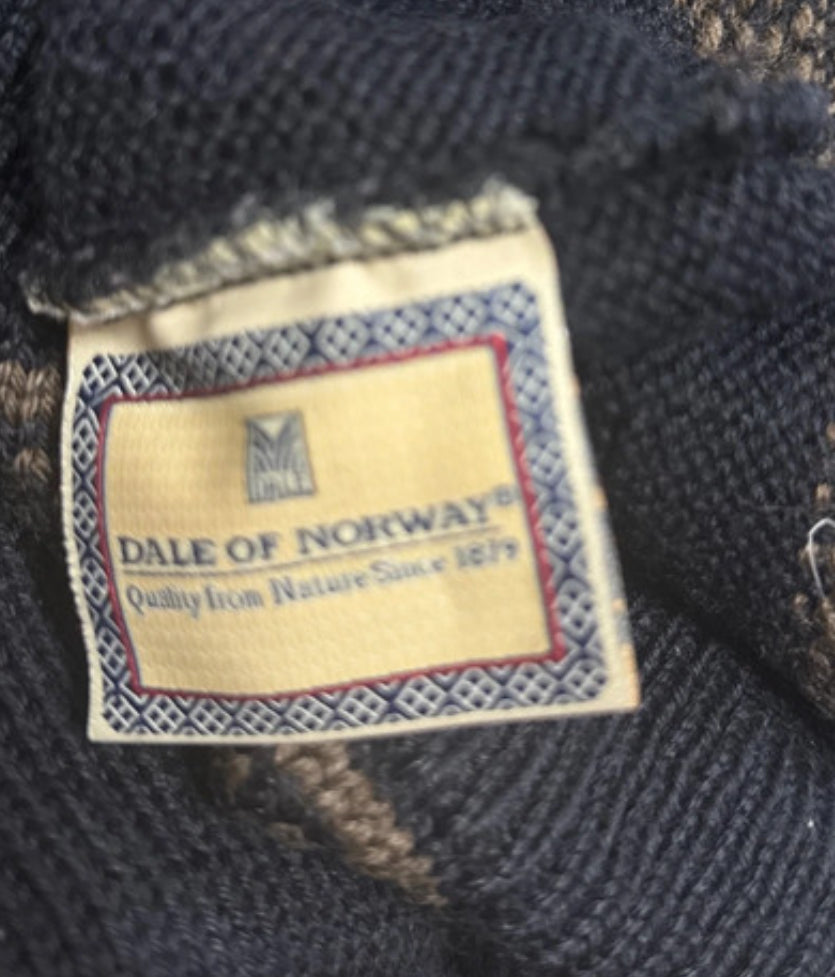 DALE OF NORWAY®
Quality from Nature Since 1879